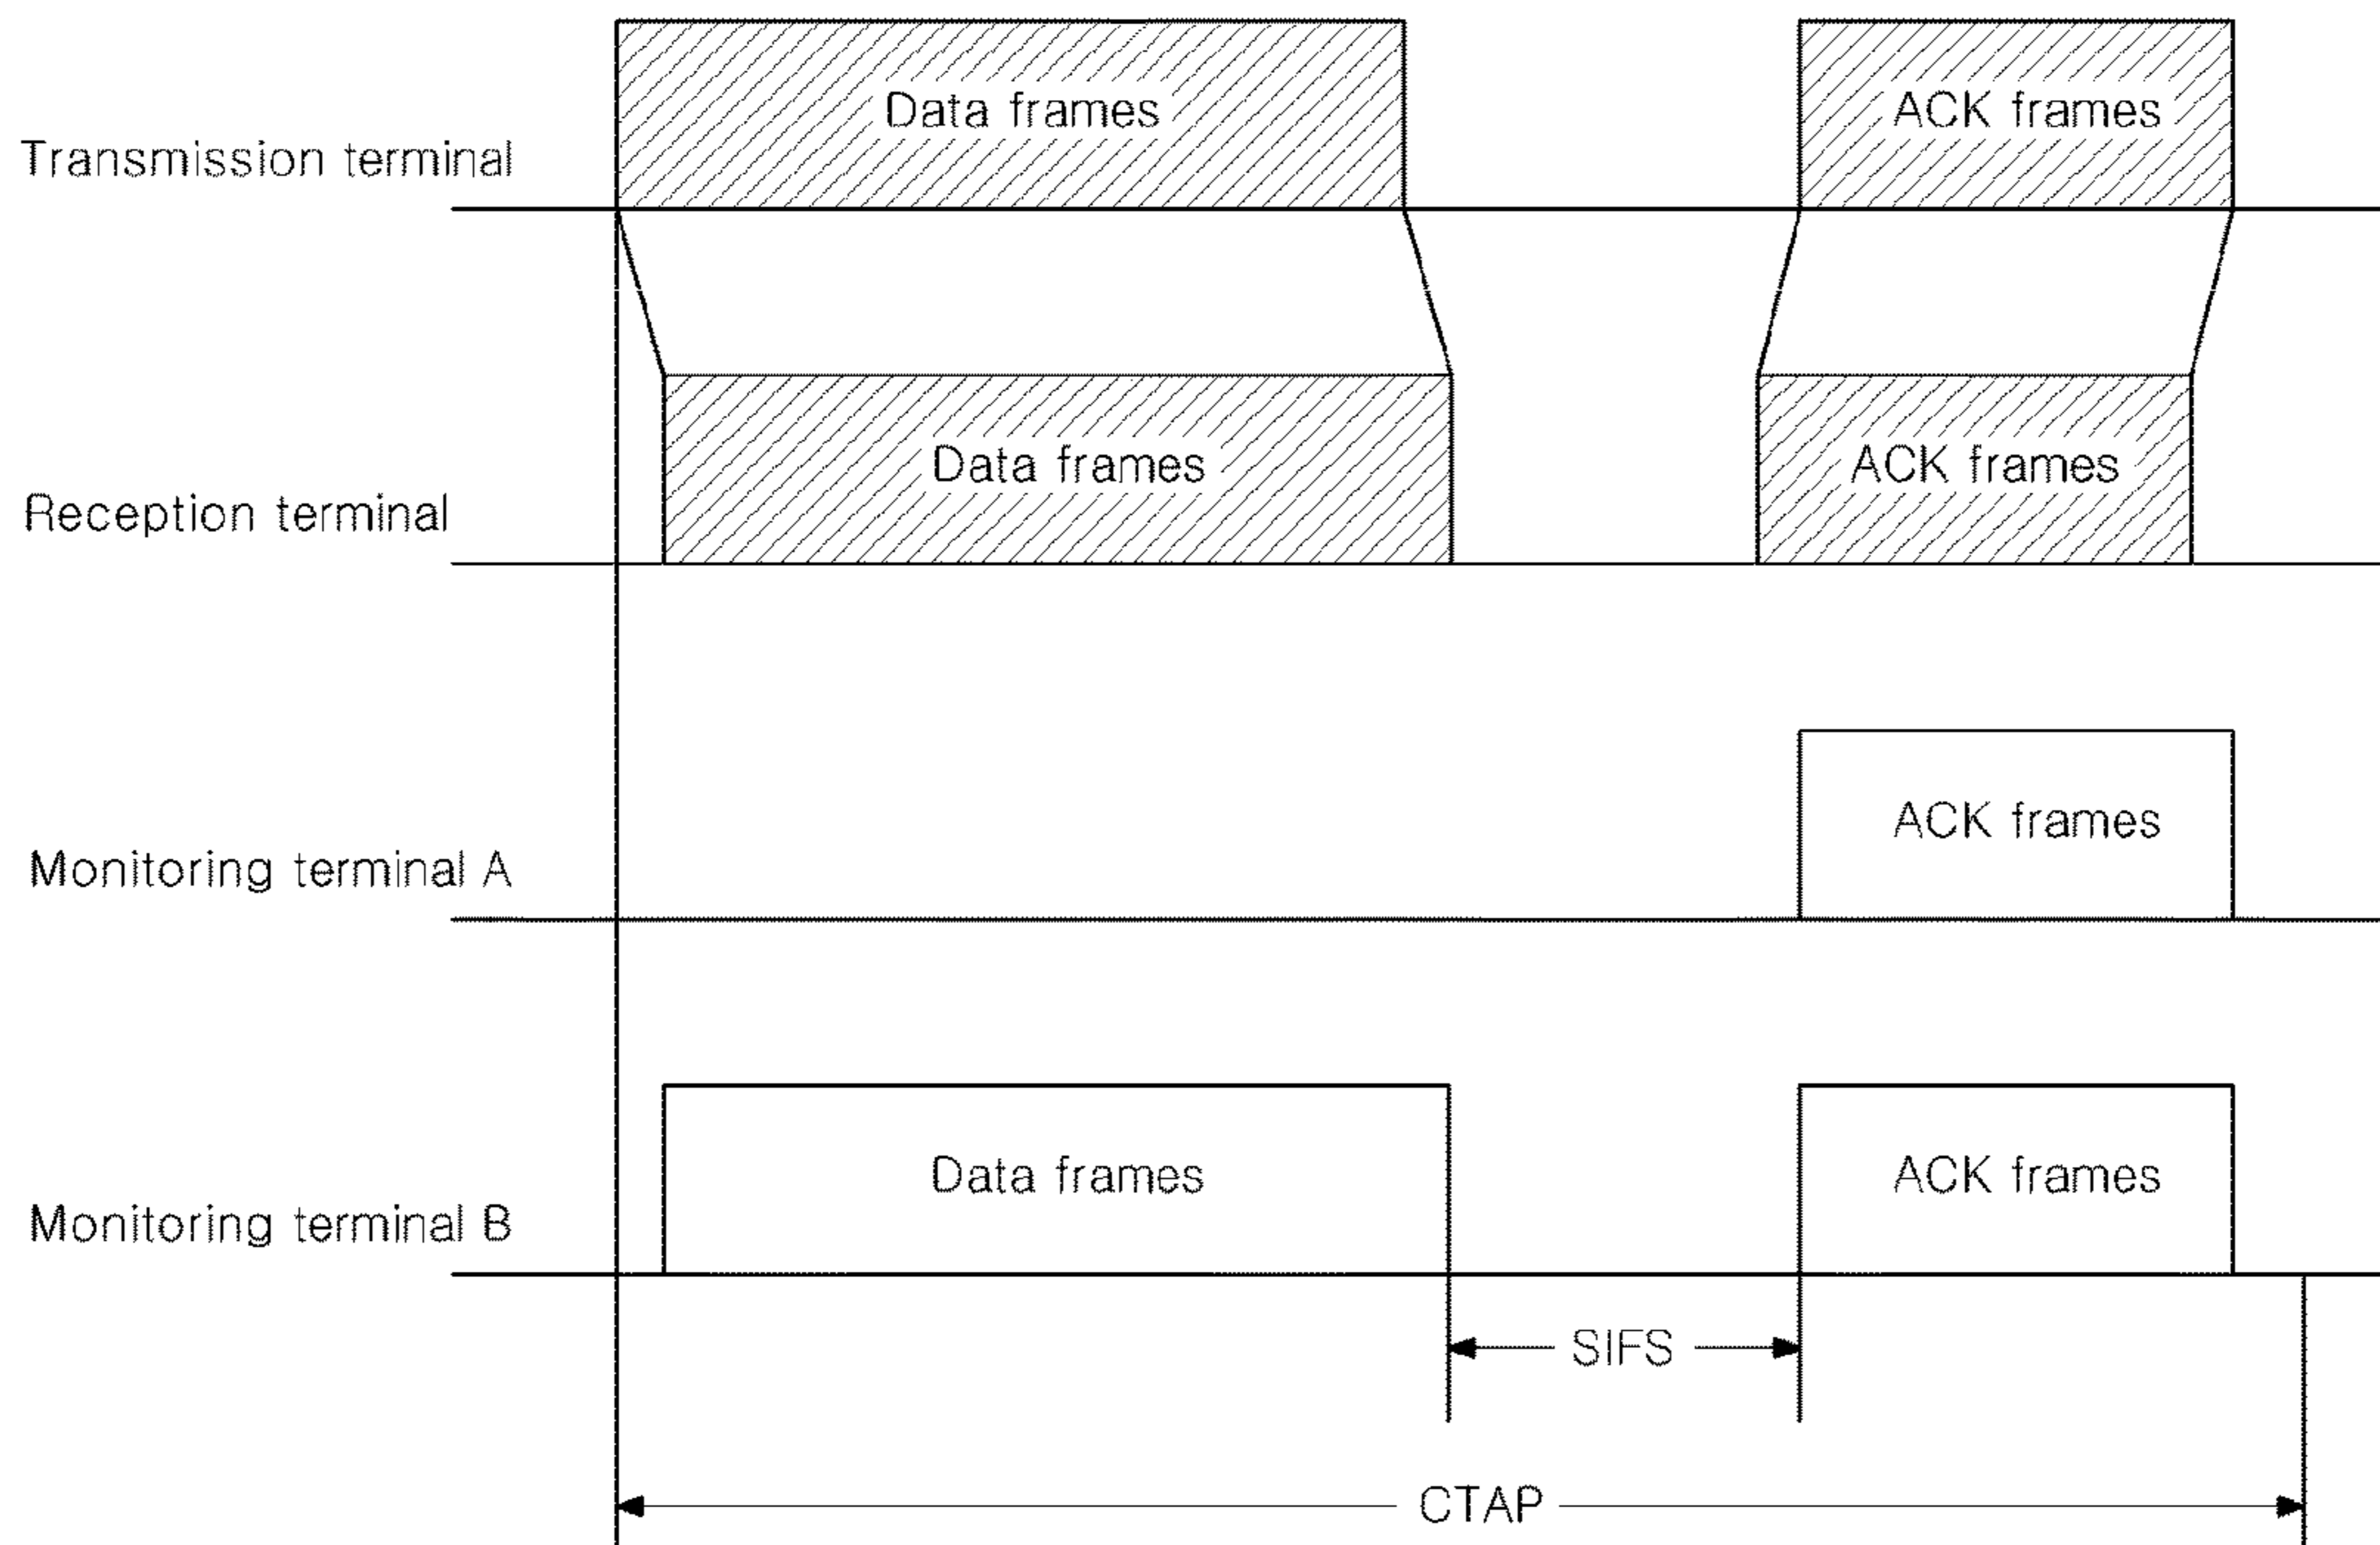 Data frames
ACK frames
Transmission terminal
Data frames
ACK frames
Reception terminal
ACK frames
Monitoring terminal A
Data frames
ACK frames
Monitoring terminal B
SIFS
CTAP